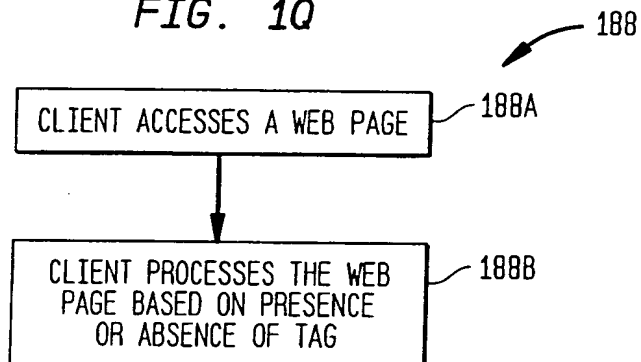 FIG. 1Q
188
CLIENT ACCESSES A WEB PAGE
188A
CLIENT PROCESSES THE WEB
PAGE BASED ON PRESENCE
OR ABSENCE OF TAG
188B